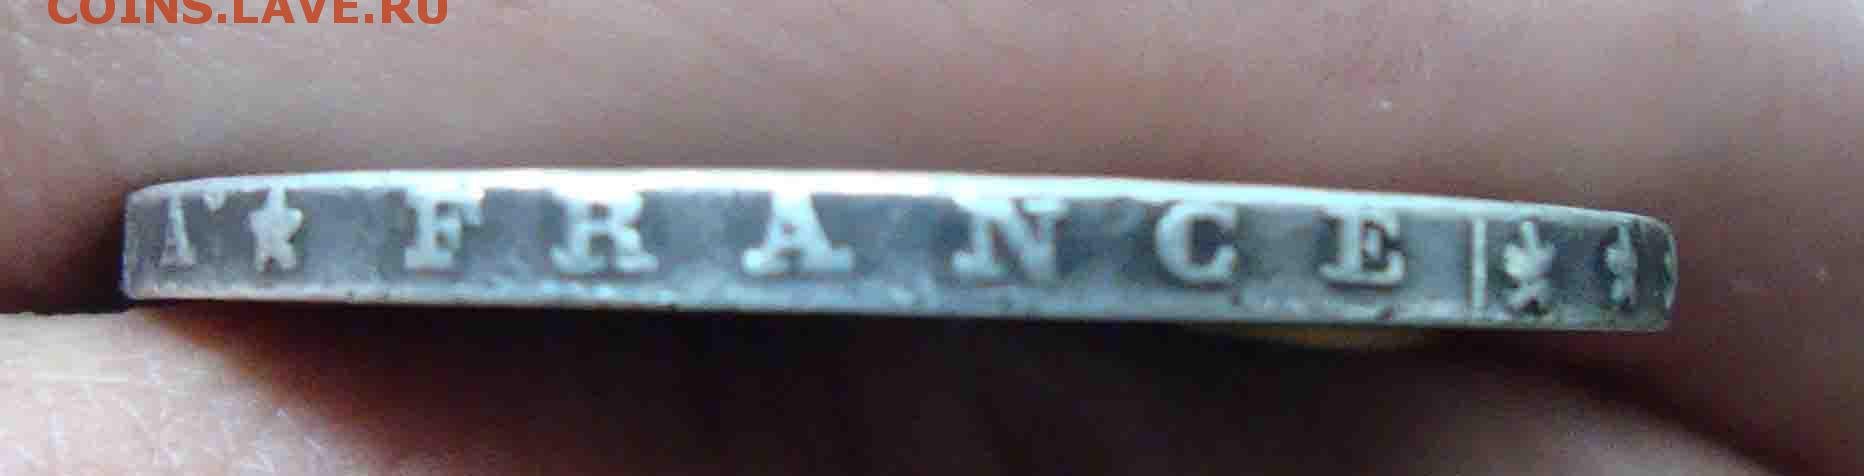 COINS.LAVE.RU
A ★ FRANCE | ★ ★